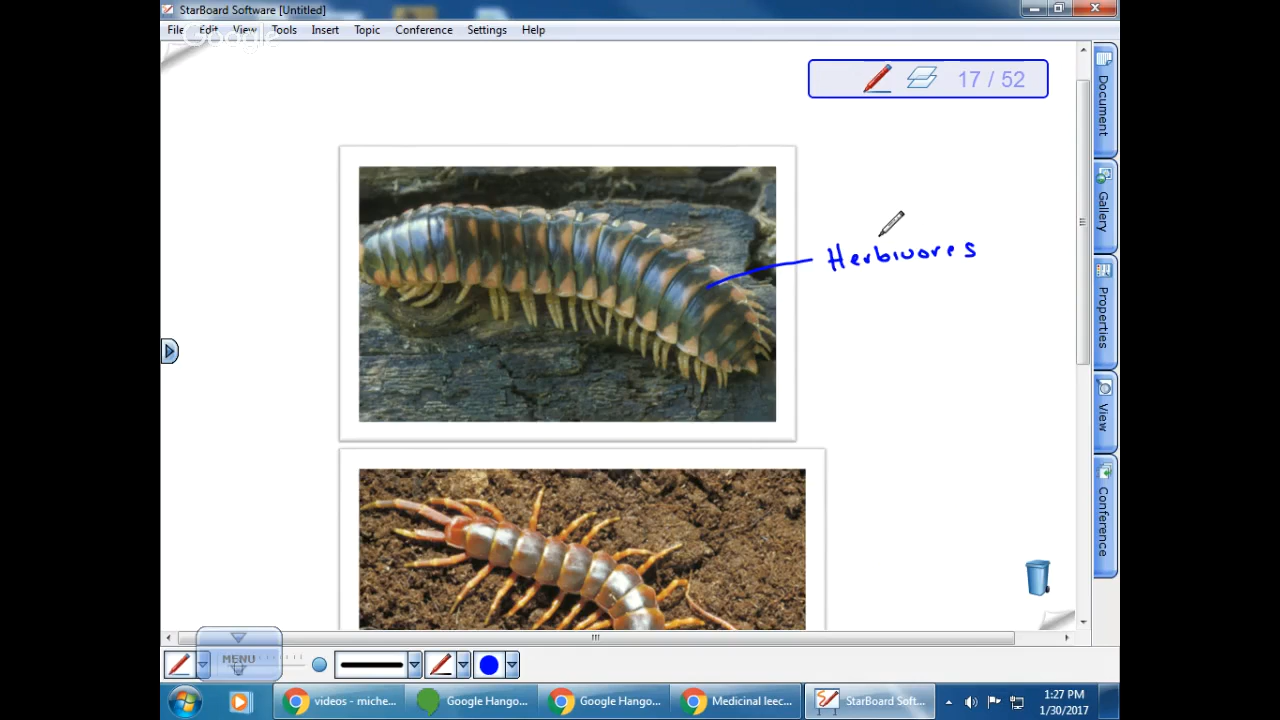 StarBoard Software [Untitled]
File Edit View Tools Insert Topic Conference Settings Help
Google
17 / 52
Herbivores
Document
Gallery
Properties
View
Conference
MENU
videos - miche...
Google Hango...
Google Hango...
Medicinal leec...
StarBoard Soft...
1:27 PM
1/30/2017